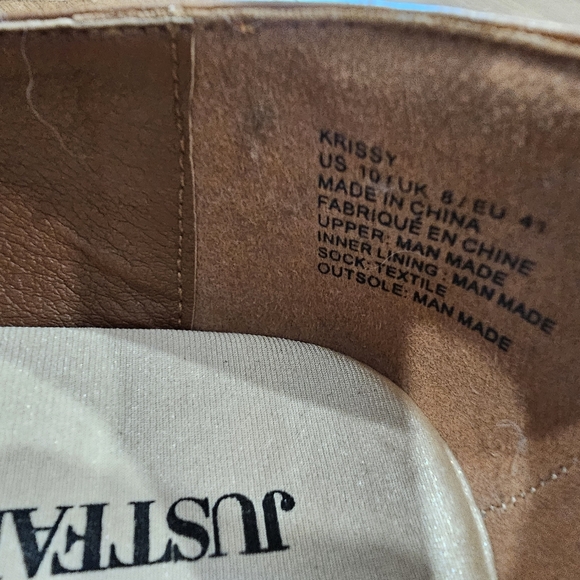 KRISSY
US 10 / UK 8 / EU 41
MADE IN CHINA
FABRIQUÉ EN CHINE
UPPER: MAN MADE
INNER LINING : MAN MADE
SOCK: TEXTILE
OUTSOLE: MAN MADE
JUSTFA